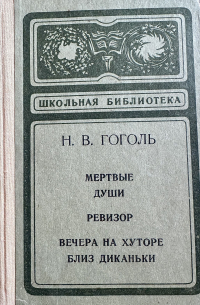 ШКОЛЬНАЯ БИБЛИОТЕКА
Н. В. ГОГОЛЬ
МЕРТВЫЕ
ДУШИ
РЕВИЗОР
ВЕЧЕРА НА ХУТОРЕ
БЛИЗ ДИКАНЬКИ